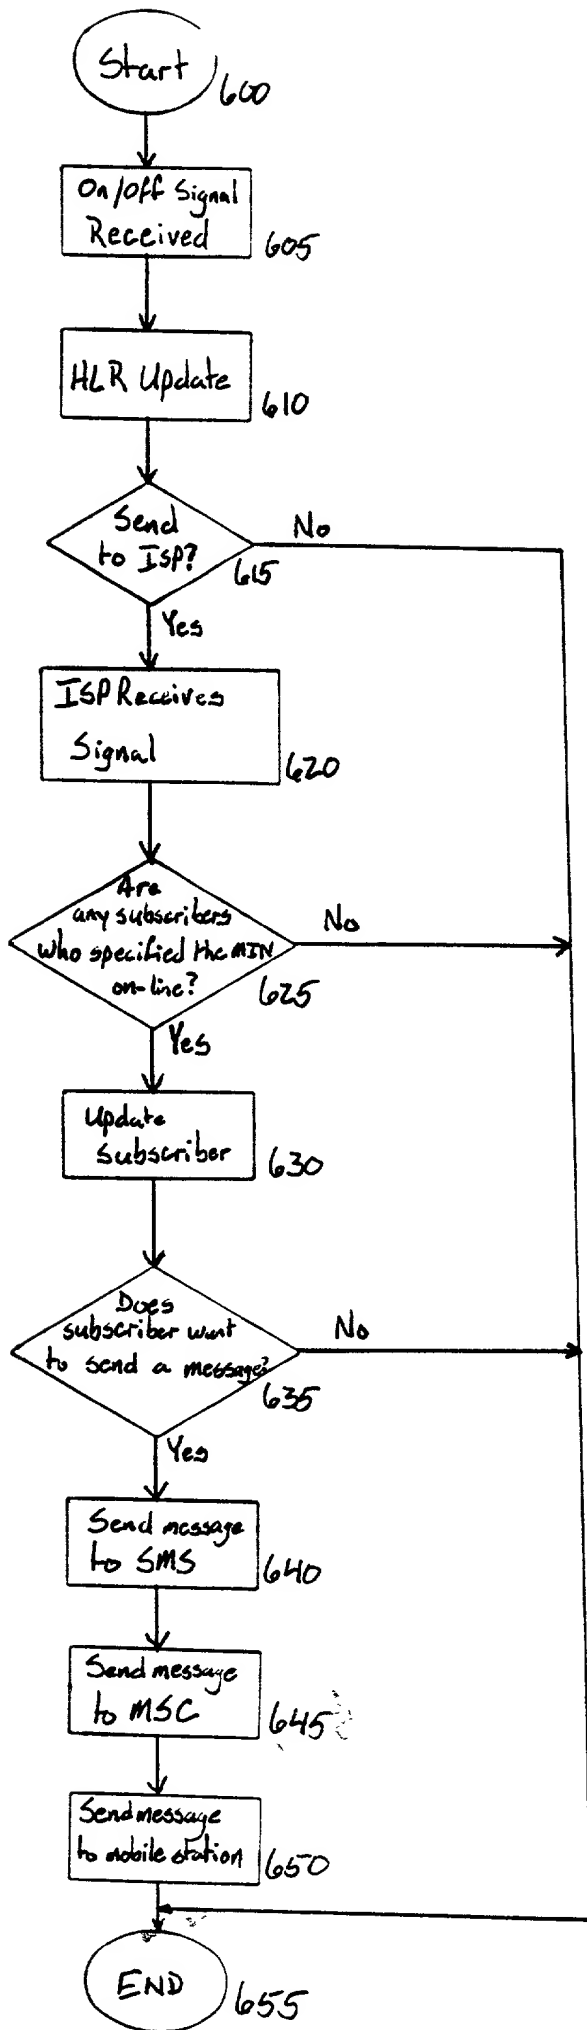 Start
600
On/Off Signal
Received
605
HLR Update
610
Send
to ISP?
615
No
Yes
ISP Receives
Signal
620
Are
any subscribers
who specified the MIN
on-line?
625
No
Yes
Update
subscriber
630
Does
subscriber want
to send a message?
635
No
Yes
Send message
to SMS
640
Send message
to MSC
645
Send message
to mobile station
650
END
655